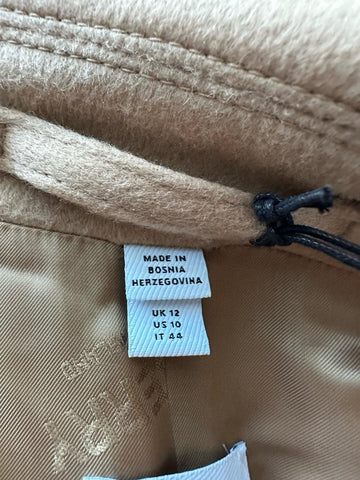 MADE IN
BOSNIA
HERZEGOVINA
UK 12
US 10
IT 44